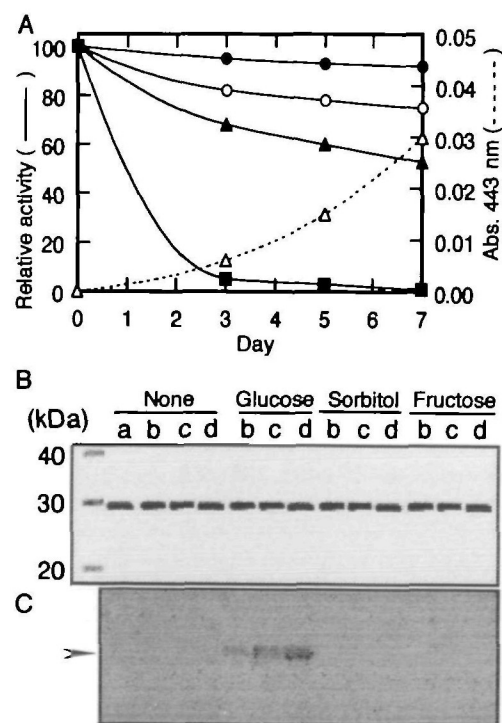 A
100
80
60
40
20
0
Relative activity (——)
0.05
0.04
0.03
0.02
0.01
0.00
Abs. 443 nm (-----)
0 1 2 3 4 5 6 7
Day
B
(kDa)
None Glucose Sorbitol Fructose
a b c d b c d b c d b c d
40
30
20
C